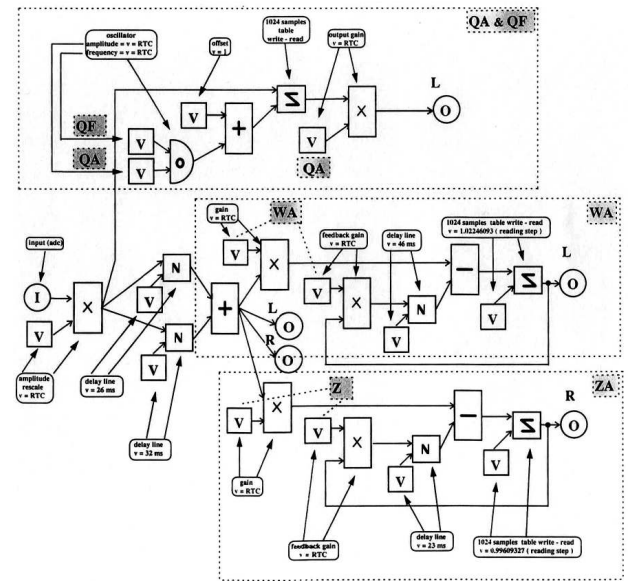 QA & QF
oscillator
amplitude = v = RTC
frequency = v = RTC
offset
v = 1
1024 samples
table
write - read
output gain
v = RTC
L
Σ
X
O
V
+
QF
V
O
QA
V
V
QA
gain
v = RTC
WA
WA
1024 samples table write - read
v = 1.02246093 ( reading step )
feedback gain
v = RTC
delay line
v = 46 ms
L
input (adc)
V
X
V
X
N
−
Σ
O
I
X
N
V
+
L
O
V
V
V
N
R
O
V
amplitude
rescale
v = RTC
delay line
v = 26 ms
delay line
v = 32 ms
Z
ZA
R
X
V
V
X
N
−
Σ
O
V
V
gain
v = RTC
feedback gain
v = RTC
delay line
v = 23 ms
1024 samples table write - read
v = 0.99609327 ( reading step )